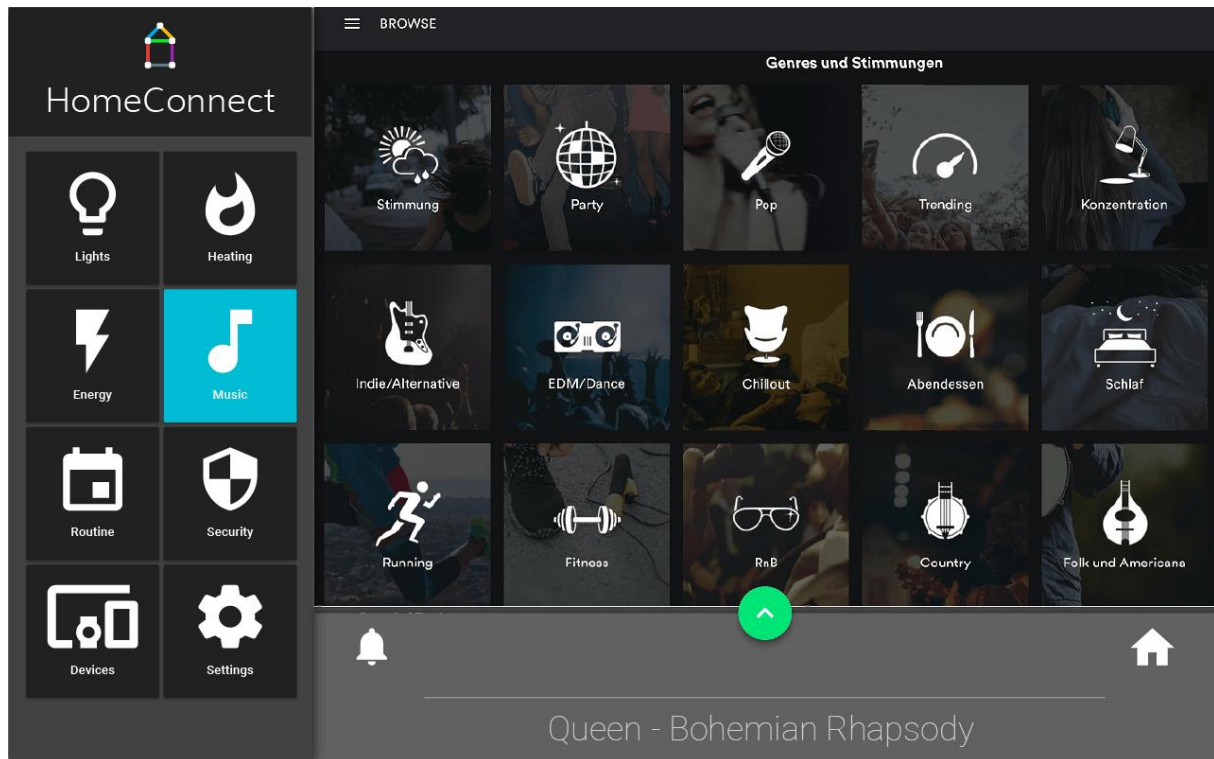 HomeConnect
Lights
Heating
Energy
Music
Routine
Security
Devices
Settings
BROWSE
Genres und Stimmungen
Stimmung
Party
Pop
Trending
Konzentration
Indie/Alternative
EDM/Dance
Chillout
Abendessen
Schlaf
Running
Fitness
RnB
Country
Folk und Americana
Queen - Bohemian Rhapsody